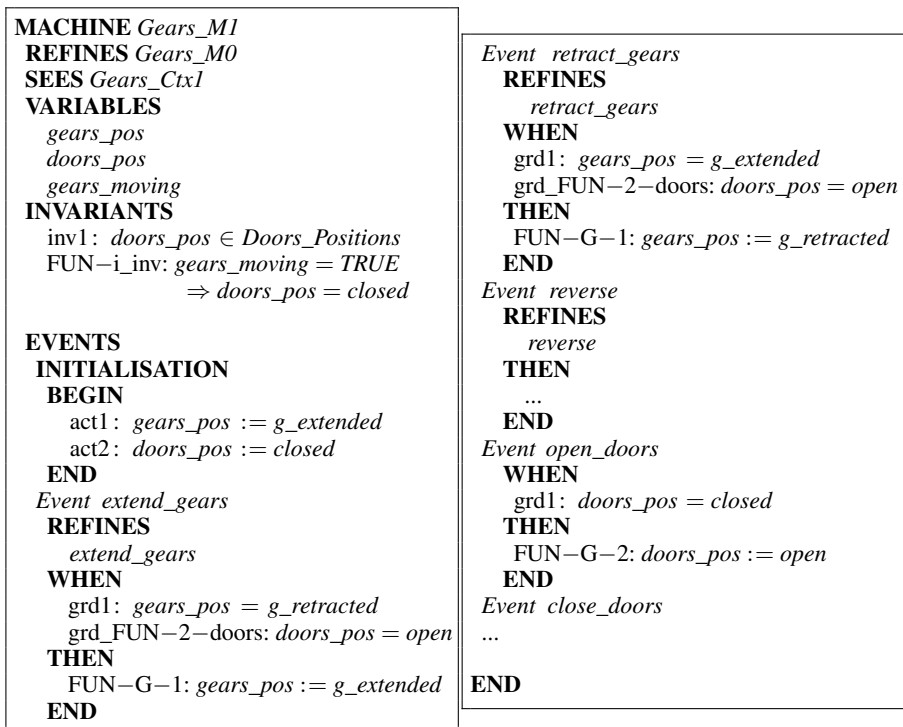 MACHINE Gears_M1
REFINES Gears_M0
SEES Gears_Ctx1
VARIABLES
gears_pos
doors_pos
gears_moving
INVARIANTS
inv1: doors_pos ∈ Doors_Positions
FUN−i_inv: gears_moving = TRUE
⇒ doors_pos = closed
EVENTS
INITIALISATION
BEGIN
act1: gears_pos := g_extended
act2: doors_pos := closed
END
Event extend_gears
REFINES
extend_gears
WHEN
grd1: gears_pos = g_retracted
grd_FUN−2−doors: doors_pos = open
THEN
FUN−G−1: gears_pos := g_extended
END
Event retract_gears
REFINES
retract_gears
WHEN
grd1: gears_pos = g_extended
grd_FUN−2−doors: doors_pos = open
THEN
FUN−G−1: gears_pos := g_retracted
END
Event reverse
REFINES
reverse
THEN
...
END
Event open_doors
WHEN
grd1: doors_pos = closed
THEN
FUN−G−2: doors_pos := open
END
Event close_doors
...
END